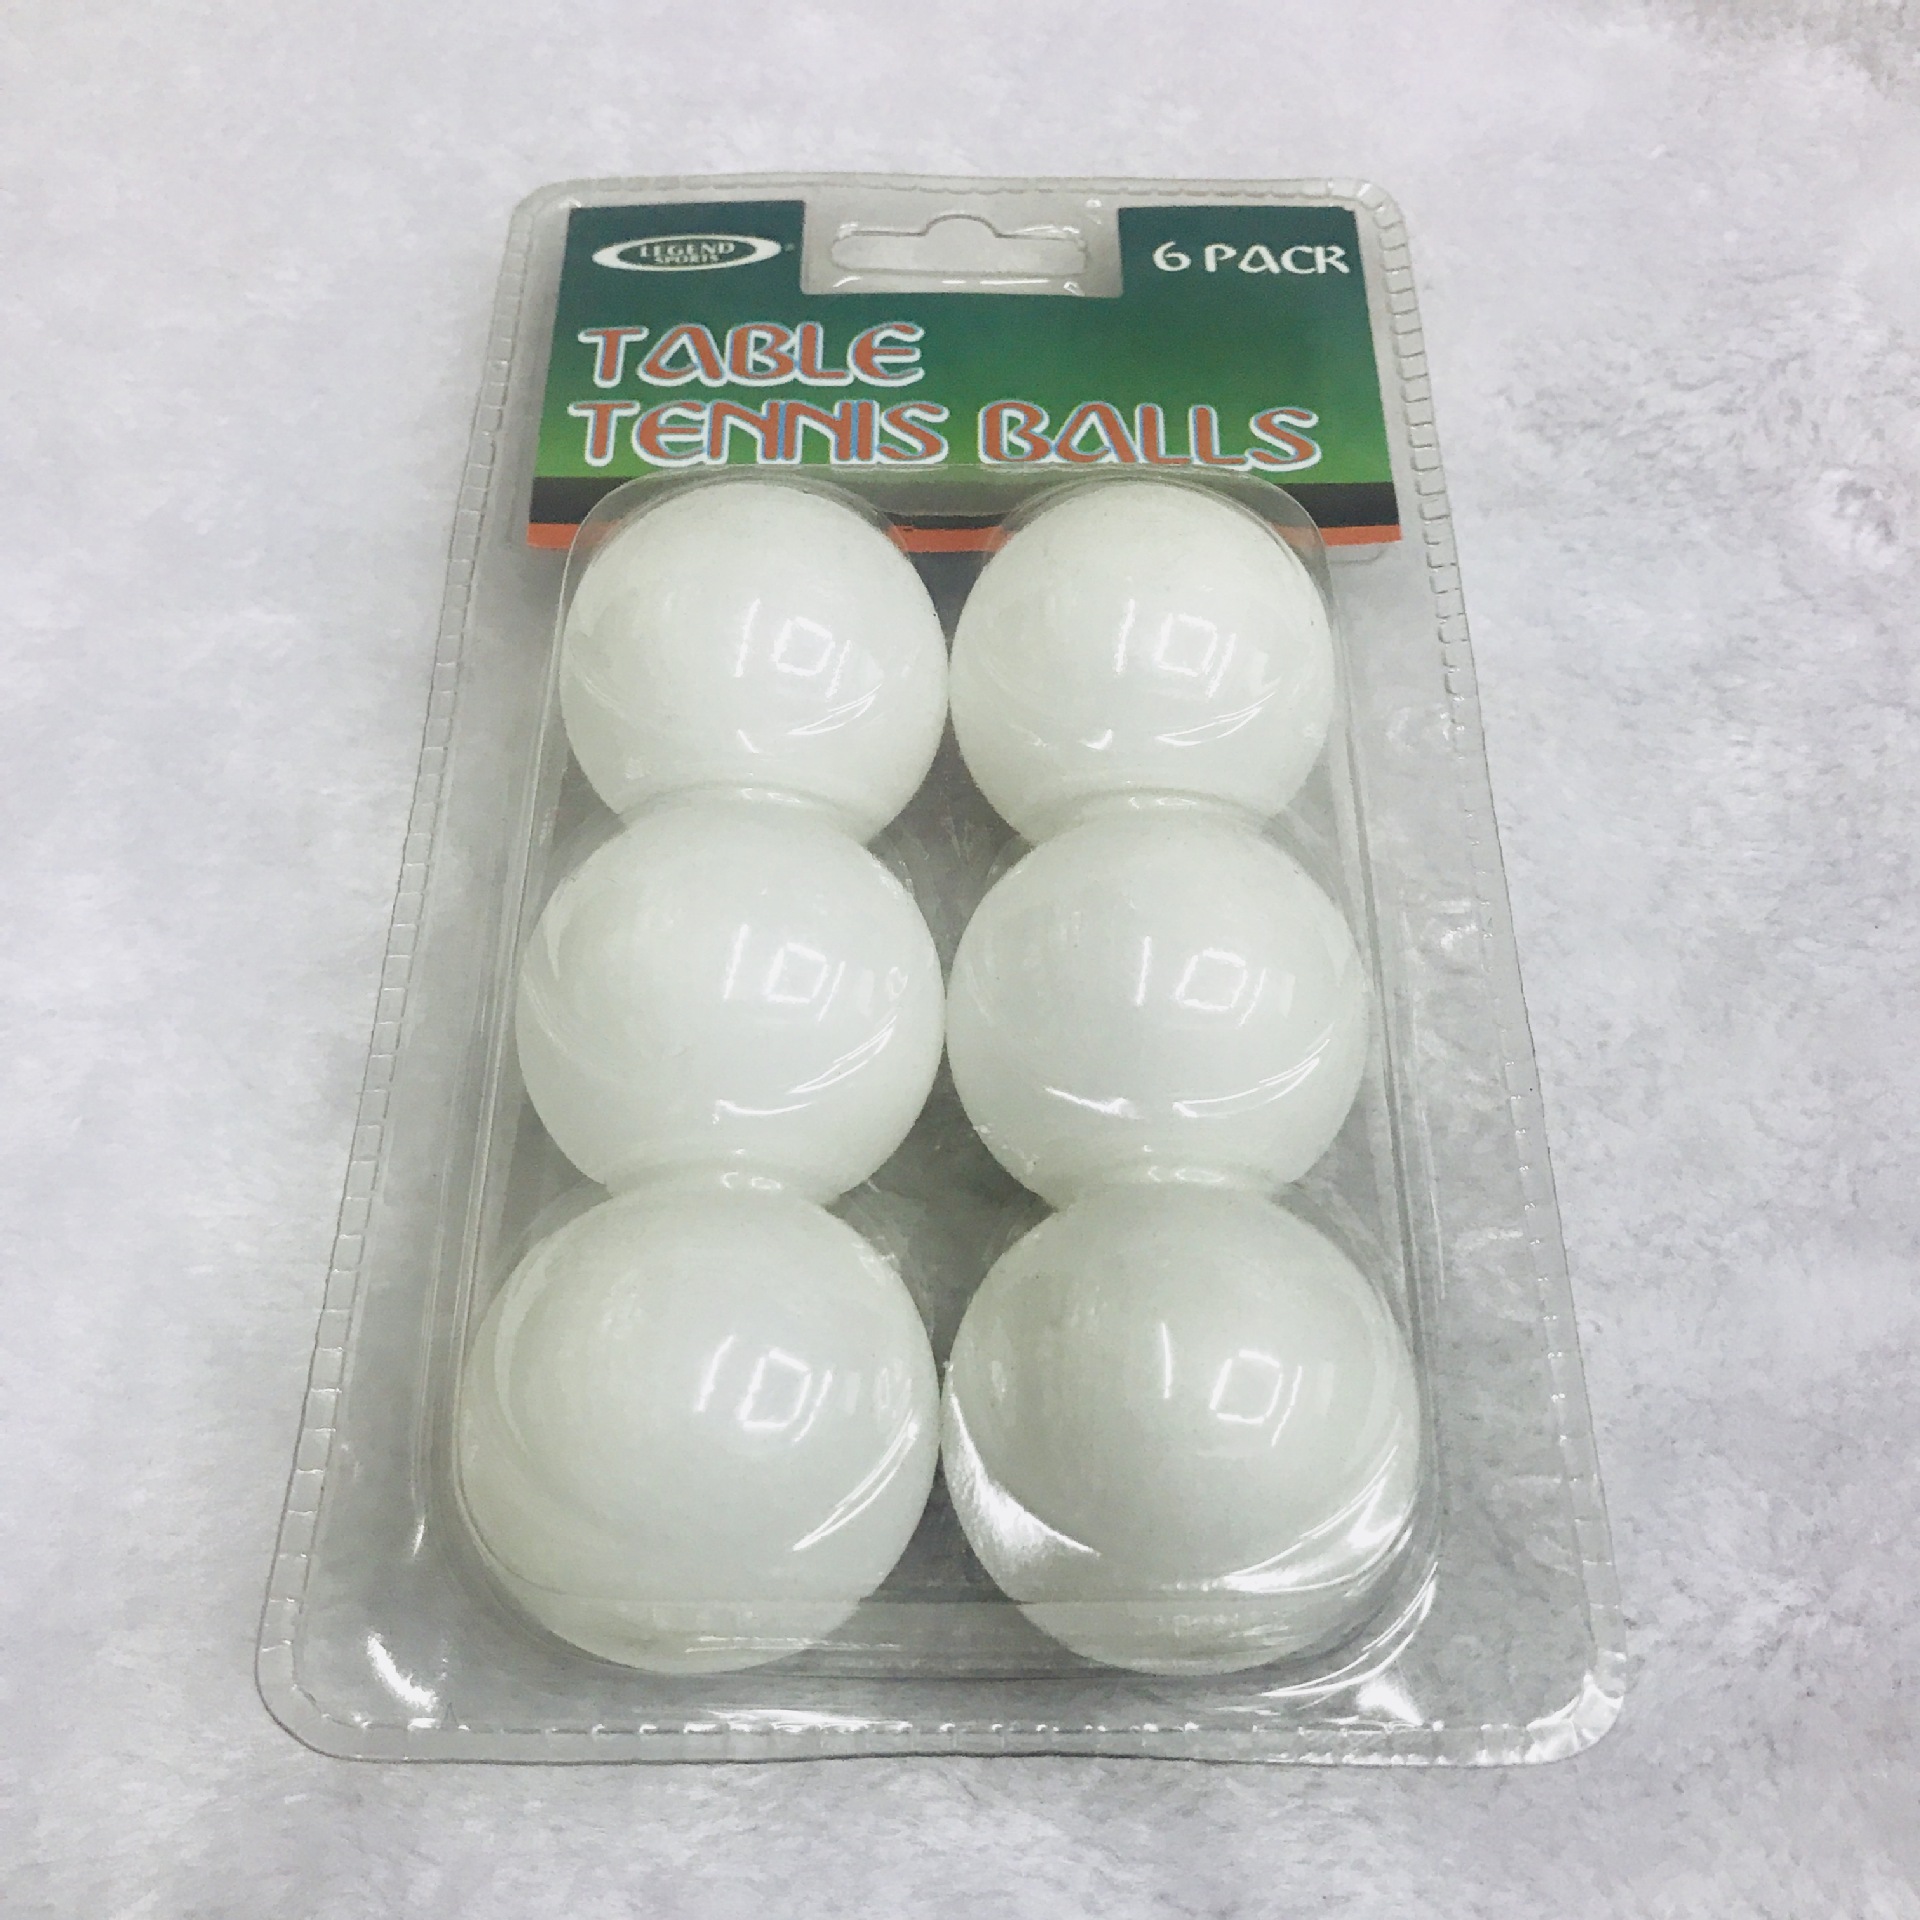 LEGEND
SPORTS
6 PACK
TABLE
TENNIS BALLS